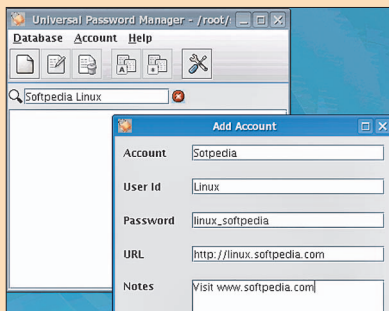 Universal Password Manager - /root/
Database Account Help
Softpedia Linux
Add Account
Account Sotpedia
User Id Linux
Password linux_softpedia
URL http://linux.softpedia.com
Notes Visit www.softpedia.com